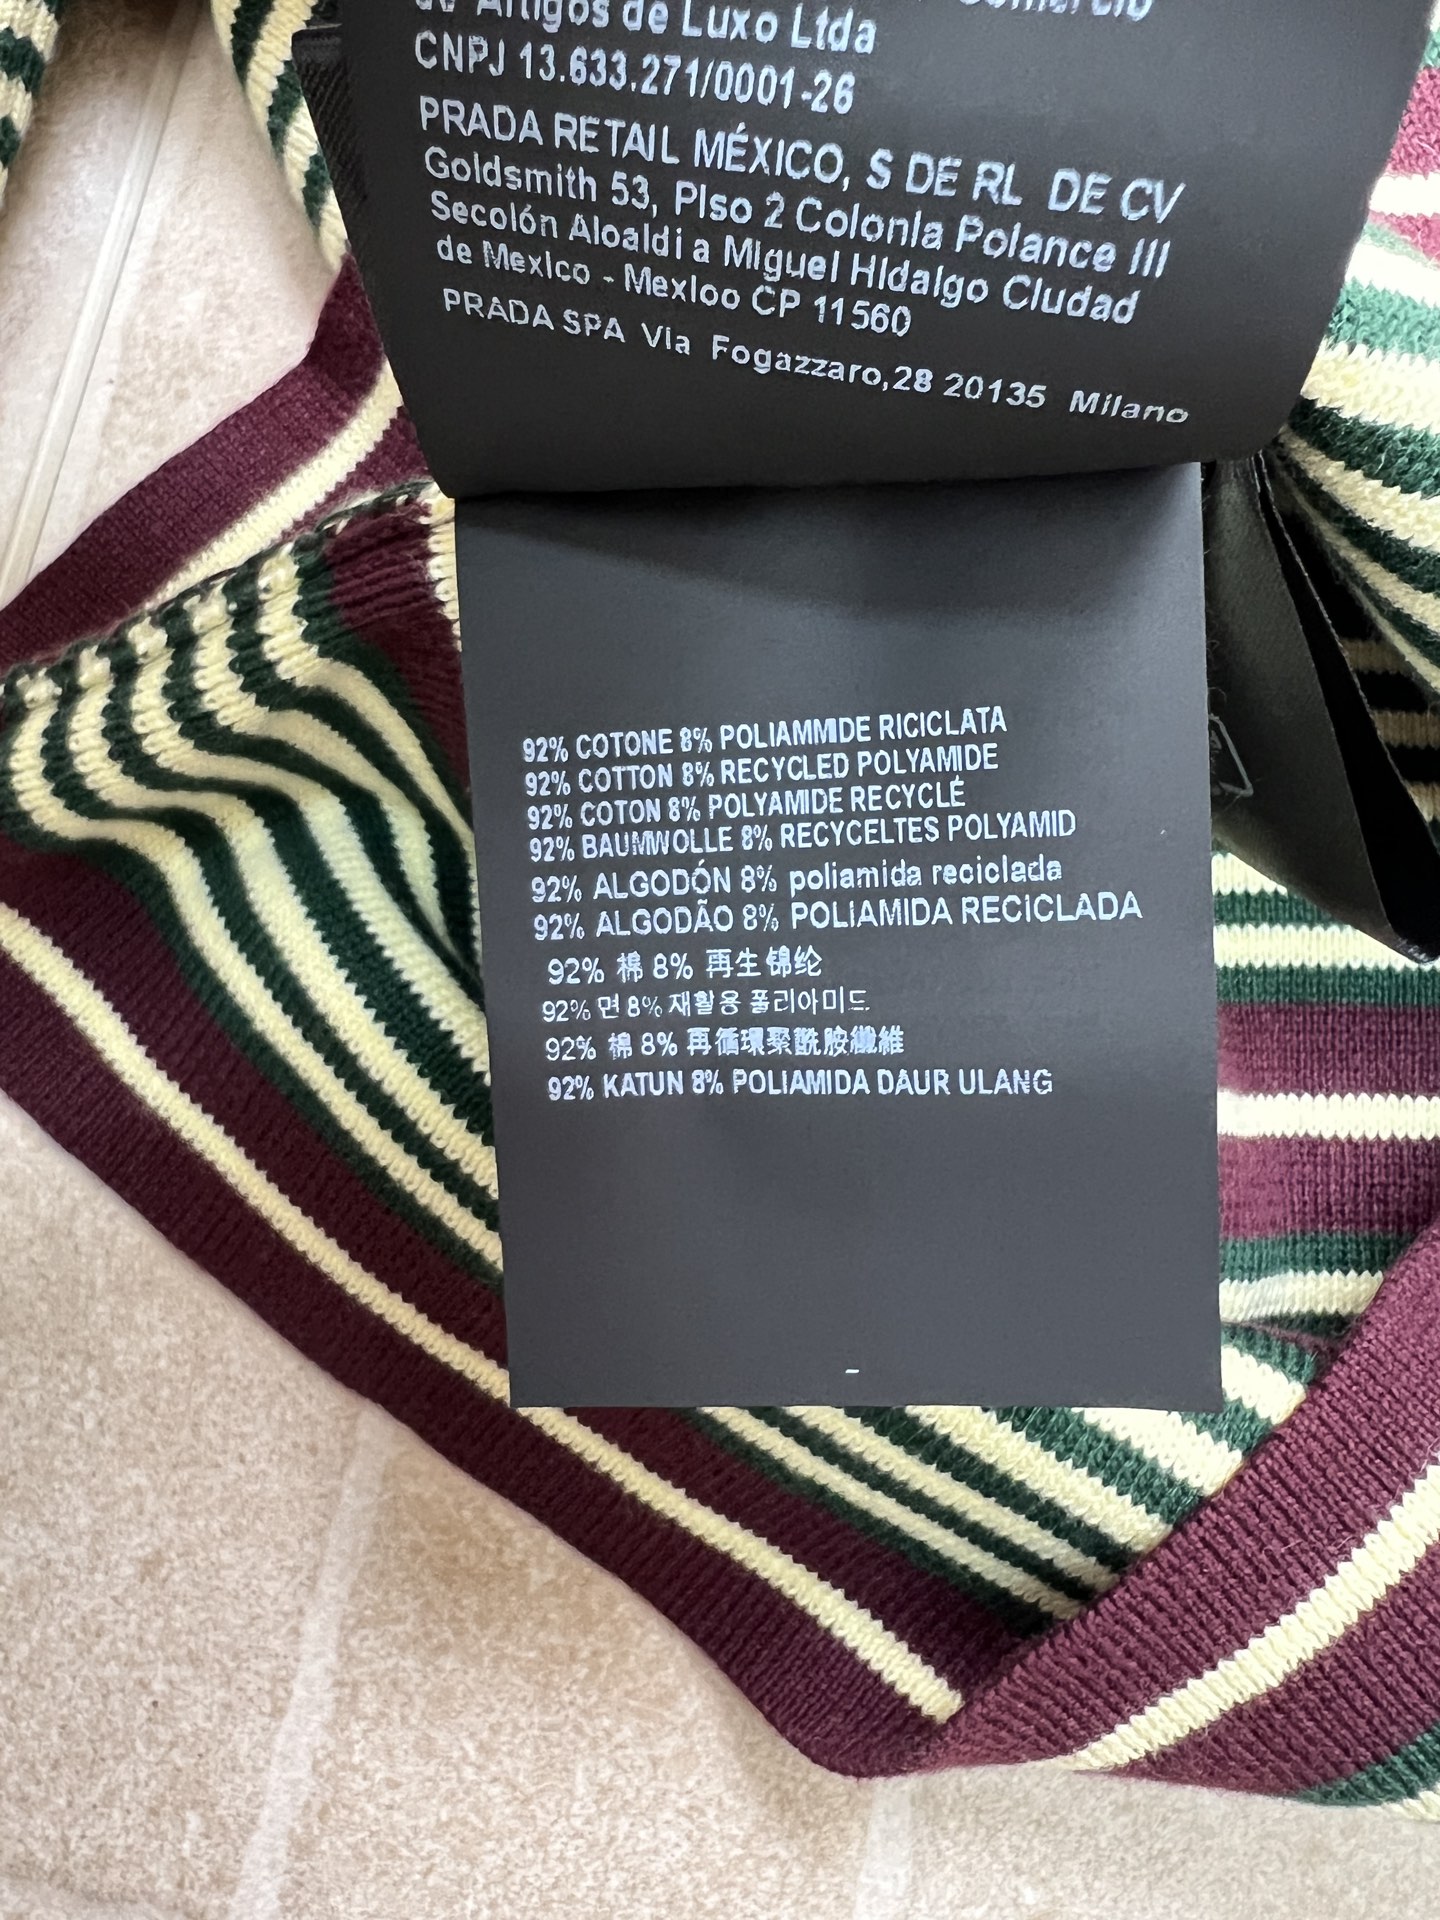 de Artigos de Luxo Ltda
CNPJ 13.633.271/0001-26
PRADA RETAIL MÉXICO, S DE RL DE CV
Goldsmith 53, PIso 2 ColonIa Polance III
Secolón Aloaldi a MIguel HIdalgo CIudad
de MexIco - MexIoo CP 11560
PRADA SPA VIa Fogazzaro,28 20135 Milano
92% COTONE 8% POLIAMMIDE RICICLATA
92% COTTON 8% RECYCLED POLYAMIDE
92% COTON 8% POLYAMIDE RECYCLÉ
92% BAUMWOLLE 8% RECYCELTES POLYAMID
92% ALGODÓN 8% poliamida reciclada
92% ALGODÃO 8% POLIAMIDA RECICLADA
92% 棉 8% 再生锦纶
92% 면 8% 재활용 폴리아미드
92% 棉 8% 再循環聚酰胺纖維
92% KATUN 8% POLIAMIDA DAUR ULANG